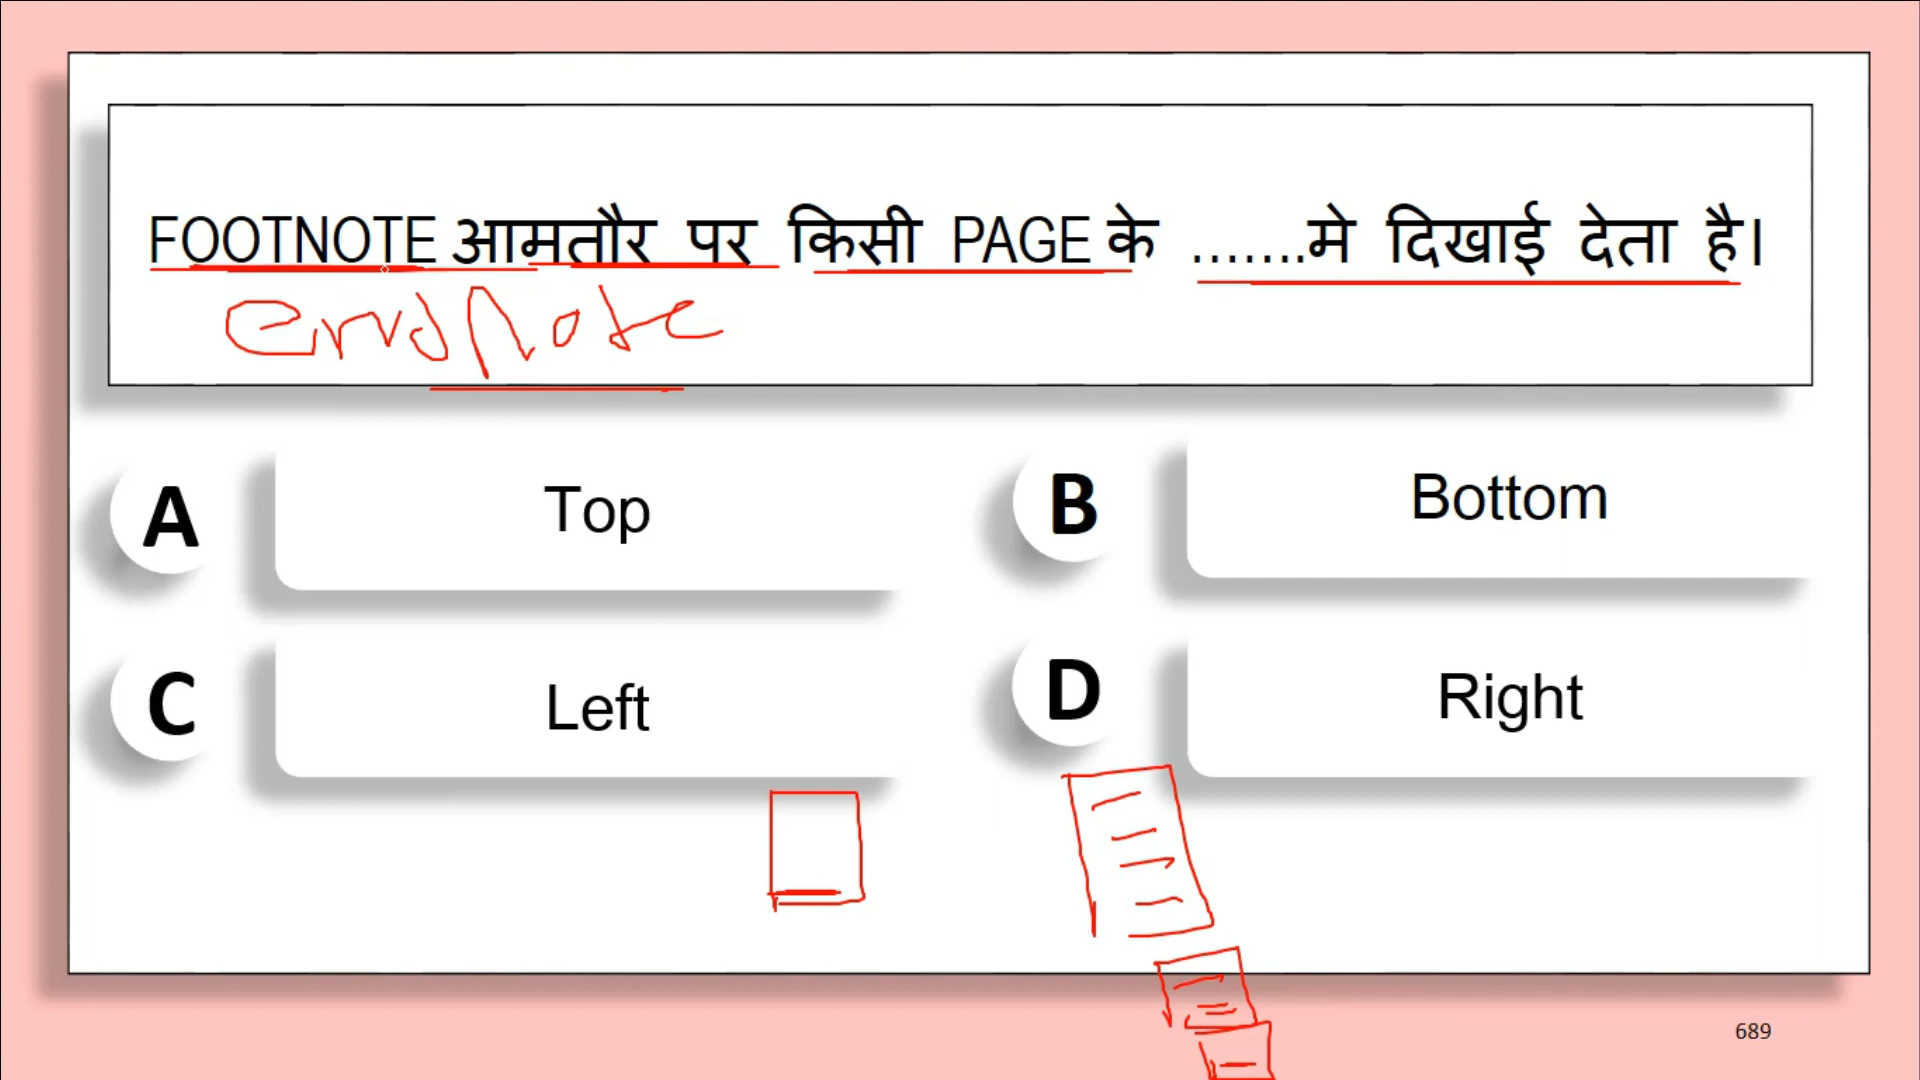 FOOTNOTE आमतौर पर किसी PAGE के .......मे दिखाई देता है।
endNote
A Top
B Bottom
C Left
D Right
689